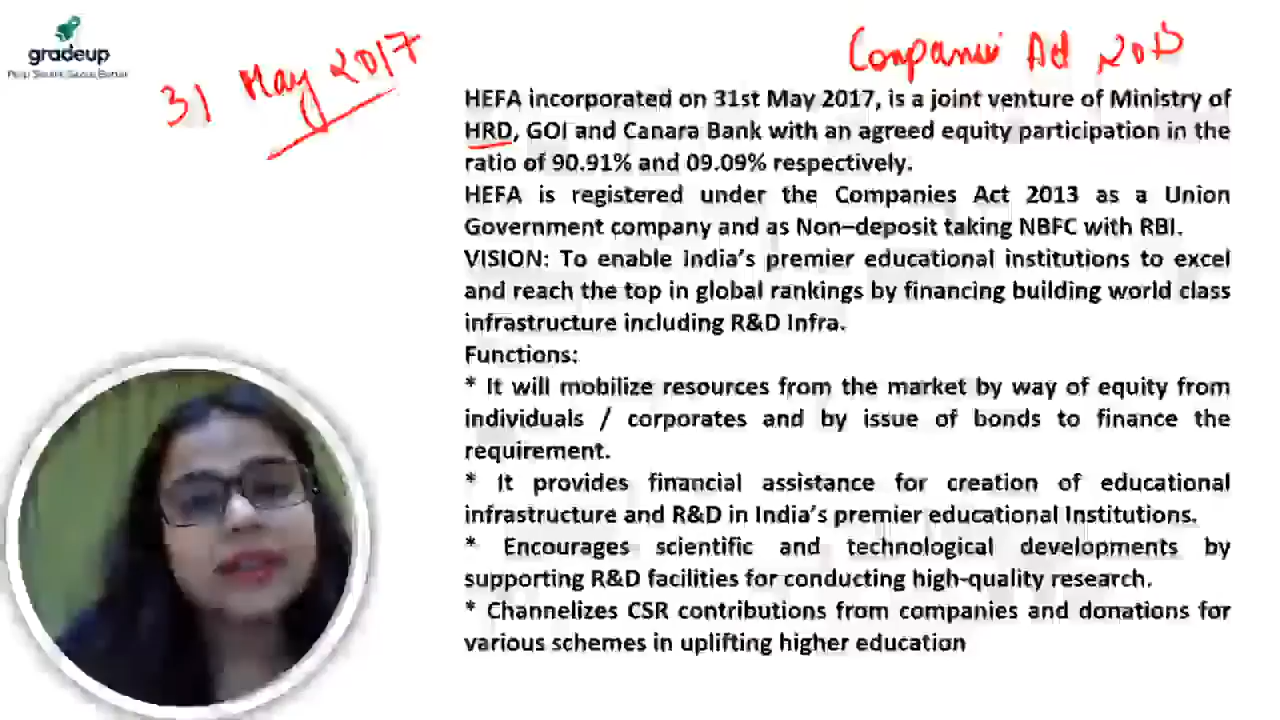 gradeup
31 May 2017
Companies Act 2013
HEFA incorporated on 31st May 2017, is a joint venture of Ministry of
HRD, GOI and Canara Bank with an agreed equity participation in the
ratio of 90.91% and 09.09% respectively.
HEFA is registered under the Companies Act 2013 as a Union
Government company and as Non–deposit taking NBFC with RBI.
VISION: To enable India's premier educational institutions to excel
and reach the top in global rankings by financing building world class
infrastructure including R&D Infra.
Functions:
* It will mobilize resources from the market by way of equity from
individuals / corporates and by issue of bonds to finance the
requirement.
* It provides financial assistance for creation of educational
infrastructure and R&D in India's premier educational Institutions.
* Encourages scientific and technological developments by
supporting R&D facilities for conducting high-quality research.
* Channelizes CSR contributions from companies and donations for
various schemes in uplifting higher education